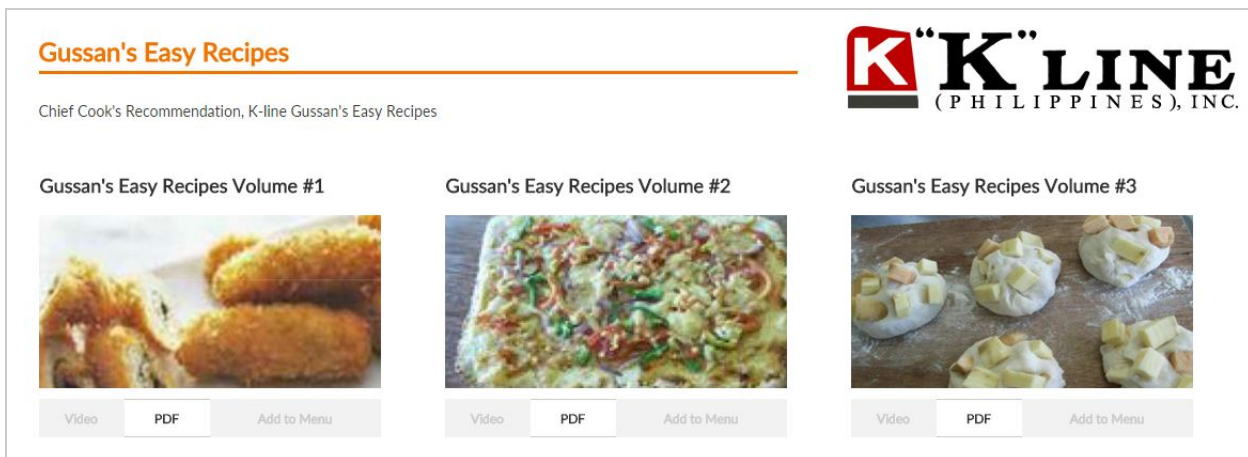 Gussan's Easy Recipes
K "K" LINE
(PHILIPPINES), INC.
Chief Cook's Recommendation, K-line Gussan's Easy Recipes
Gussan's Easy Recipes Volume #1
Gussan's Easy Recipes Volume #2
Gussan's Easy Recipes Volume #3
Video PDF Add to Menu
Video PDF Add to Menu
Video PDF Add to Menu